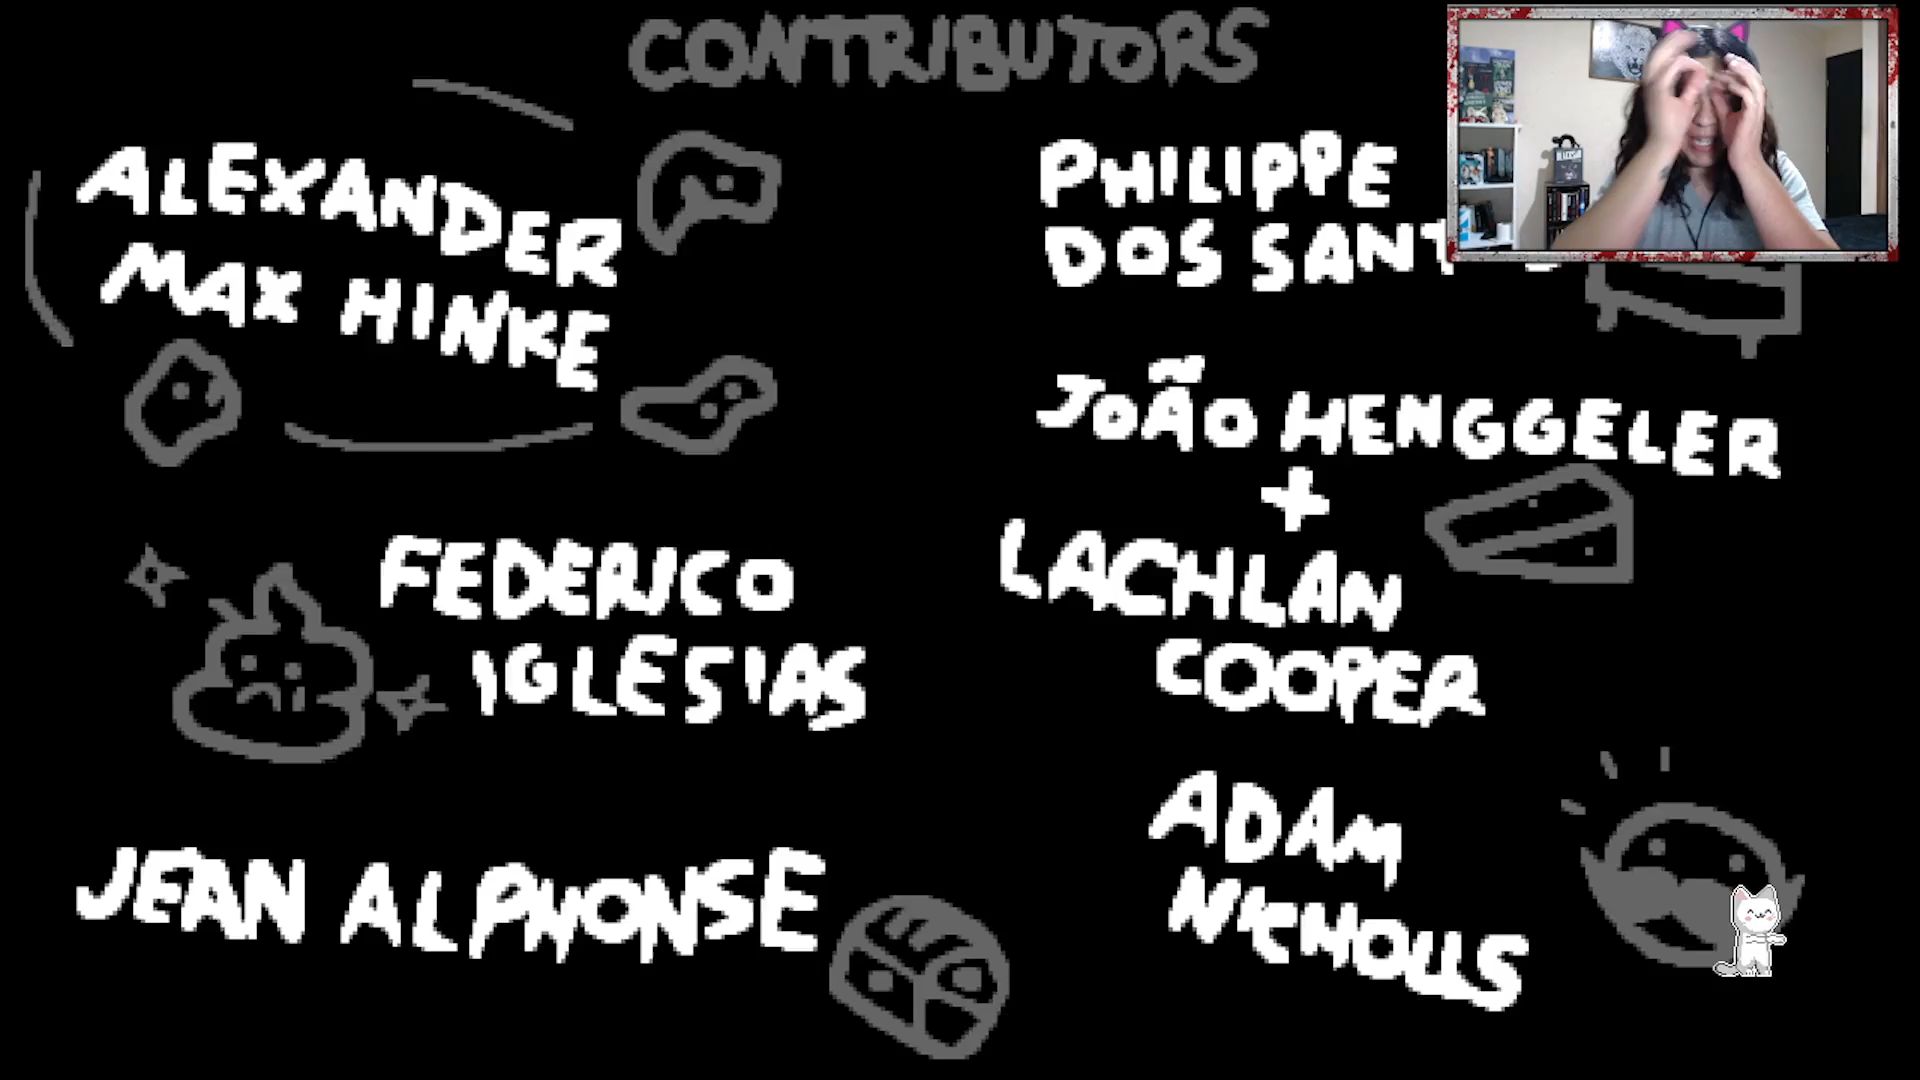 CONTRIBUTORS
ALEXANDER
MAX HINKE
FEDERICO
IGLESIAS
JEAN ALPHONSE
PHILIPPE
DOS SANT
JOÃO HENGGELER
+
LACHLAN
COOPER
ADAM
NICHOLLS